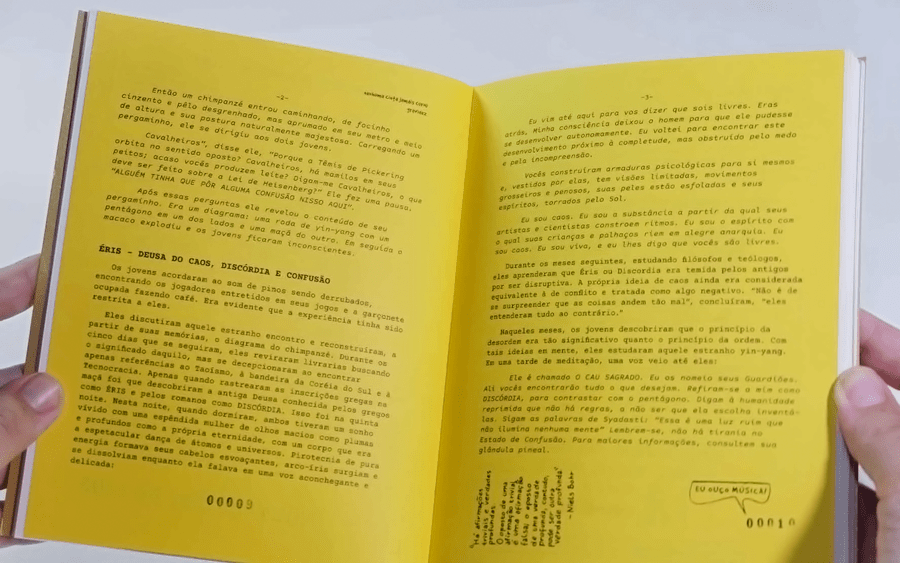 -2-
Então um chimpanzé entrou caminhando, de focinho
cinzento e pêlo desgrenhado, mas aprumado em seu metro e meio
de altura e sua postura naturalmente majestosa. Carregando um
pergaminho, ele se dirigiu aos dois jovens.
Cavalheiros", disse ele, "Porque a Têmis de Pickering
orbita no sentido oposto? Cavalheiros, há mamilos em seus
peitos; acaso vocês produzem leite? Digam-me Cavalheiros, o que
deve ser feito sobre a Lei de Heisenberg?" Ele fez uma pausa.
"ALGUÉM TINHA QUE PÔR ALGUMA CONFUSÃO NISSO AQUI".
Após essas perguntas ele revelou o conteúdo de seu
pergaminho. Era um diagrama: uma roda de yin-yang com um
pentágono em um dos lados e uma maçã do outro. Em seguida o
macaco explodiu e os jovens ficaram inconscientes.
ÉRIS - DEUSA DO CAOS, DISCÓRDIA E CONFUSÃO
Os jovens acordaram ao som de pinos sendo derrubados,
encontrando os jogadores entretidos em seus jogos e a garçonete
ocupada fazendo café. Era evidente que a experiência tinha sido
restrita a eles.
Eles discutiram aquele estranho encontro e reconstruíram, a
partir de suas memórias, o diagrama do chimpanzé. Durante os
cinco dias que se seguiram, eles reviraram livrarias buscando
o significado daquilo, mas se decepcionaram ao encontrar
apenas referências ao Taoísmo, à bandeira da Coréia do Sul e à
Tecnocracia. Apenas quando rastrearam as inscrições gregas na
maçã foi que descobriram a antiga Deusa conhecida pelos gregos
como ÉRIS e pelos romanos como DISCÓRDIA. Isso foi na quinta
noite. Nesta noite, quando dormiram, ambos tiveram um sonho
vívido com uma espêndida mulher de olhos macios como plumas
e profundos como a própria eternidade, com um corpo que era
a espetacular dança de átomos e universos. Pirotecnia de pura
energia formava seus cabelos esvoaçantes, arco-íris surgiam e
se dissolviam enquanto ela falava em uma voz aconchegante e
delicada:
00009
-3-
Eu vim até aqui para vos dizer que sois livres. Eras
atrás, Minha consciência deixou o homem para que ele pudesse
se desenvolver autonomamente. Eu voltei para encontrar este
desenvolvimento próximo à completude, mas obstruído pelo medo
e pela incompreensão.
Vocês construíram armaduras psicológicas para si mesmos
e, vestidos por elas, tem visões limitadas, movimentos
grosseiros e penosos, suas peles estão esfoladas e seus
espíritos, torrados pelo Sol.
Eu sou caos. Eu sou a substância a partir da qual seus
artistas e cientistas constroem ritmos. Eu sou o espírito com
o qual suas crianças e palhaços riem em alegre anarquia. Eu
sou caos. Eu sou viva, e eu lhes digo que vocês são livres.
Durante os meses seguintes, estudando filósofos e teólogos,
eles aprenderam que Éris ou Discordia era temida pelos antigos
por ser disruptiva. A própria ideia de caos ainda era considerada
equivalente à de conflito e tratada como algo negativo. "Não é de
se surpreender que as coisas andem tão mal", concluíram, "eles
entenderam tudo ao contrário."
Naqueles meses, os jovens descobriram que o princípio da
desordem era tão significativo quanto o princípio da ordem. Com
tais ideias em mente, eles estudaram aquele estranho yin-yang.
Em uma tarde de meditação, uma voz veio até eles:
Ele é chamado O CAU SAGRADO. Eu os nomeio seus Guardiões.
Ali vocês encontrarão tudo o que desejam. Refiram-se a mim como
DISCÓRDIA, para contrastar com o pentágono. Digam à humanidade
reprimida que não há regras, a não ser que ela escolha inventá-
las. Sigam as palavras de Syadasti: "Essa é uma luz ruim que
não ilumina nenhuma mente" Lembrem-se, não há tirania no
Estado de Confusão. Para maiores informações, consultem sua
glândula pineal.
"Há afirmações
triviais e verdades
profundas
O oposto de uma
afirmação trivial
é uma afirmação
falsa; o oposto
de uma verdade
profunda, contudo,
pode ser outra
verdade profunda"
- Niels Bohr
EU OUÇO MÚSICA!
00010